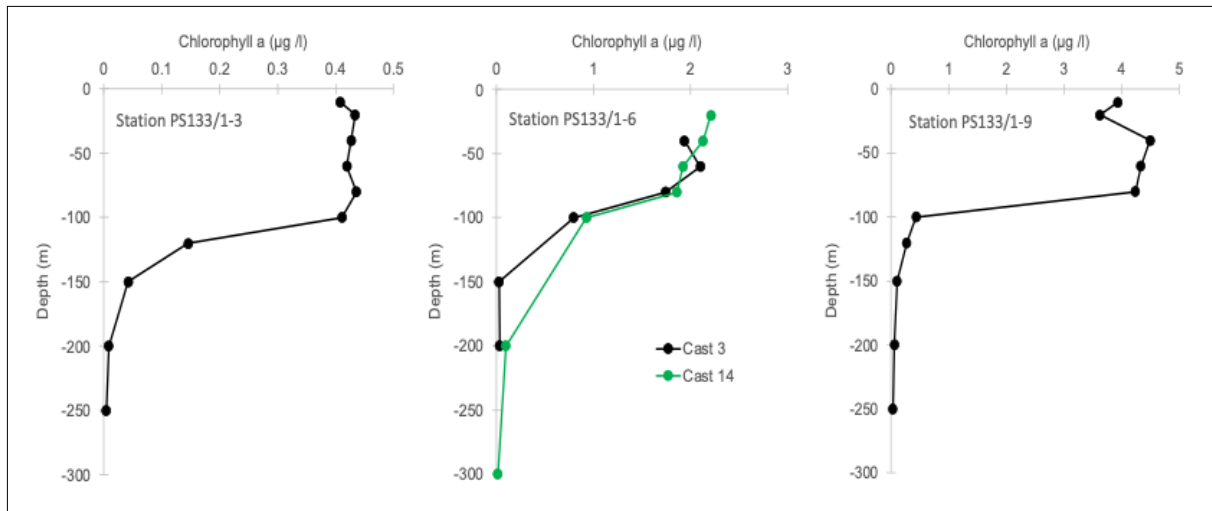 Chlorophyll a (µg /l)
0 0.1 0.2 0.3 0.4 0.5
0
-50
-100
-150
-200
-250
-300
Depth (m)
Station PS133/1-3
Chlorophyll a (µg /l)
0 1 2 3
0
-50
-100
-150
-200
-250
-300
Depth (m)
Station PS133/1-6
Cast 3
Cast 14
Chlorophyll a (µg /l)
0 1 2 3 4 5
0
-50
-100
-150
-200
-250
-300
Depth (m)
Station PS133/1-9